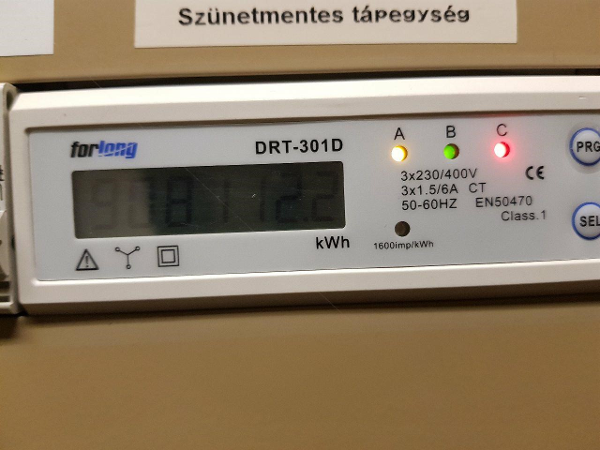 Szünetmentes tápegység
forlong
DRT-301D
A B C
PRG
3x230/400V CE
3x1.5/6A CT
50-60HZ EN50470
Class.1
SEL
kWh
1600imp/kWh